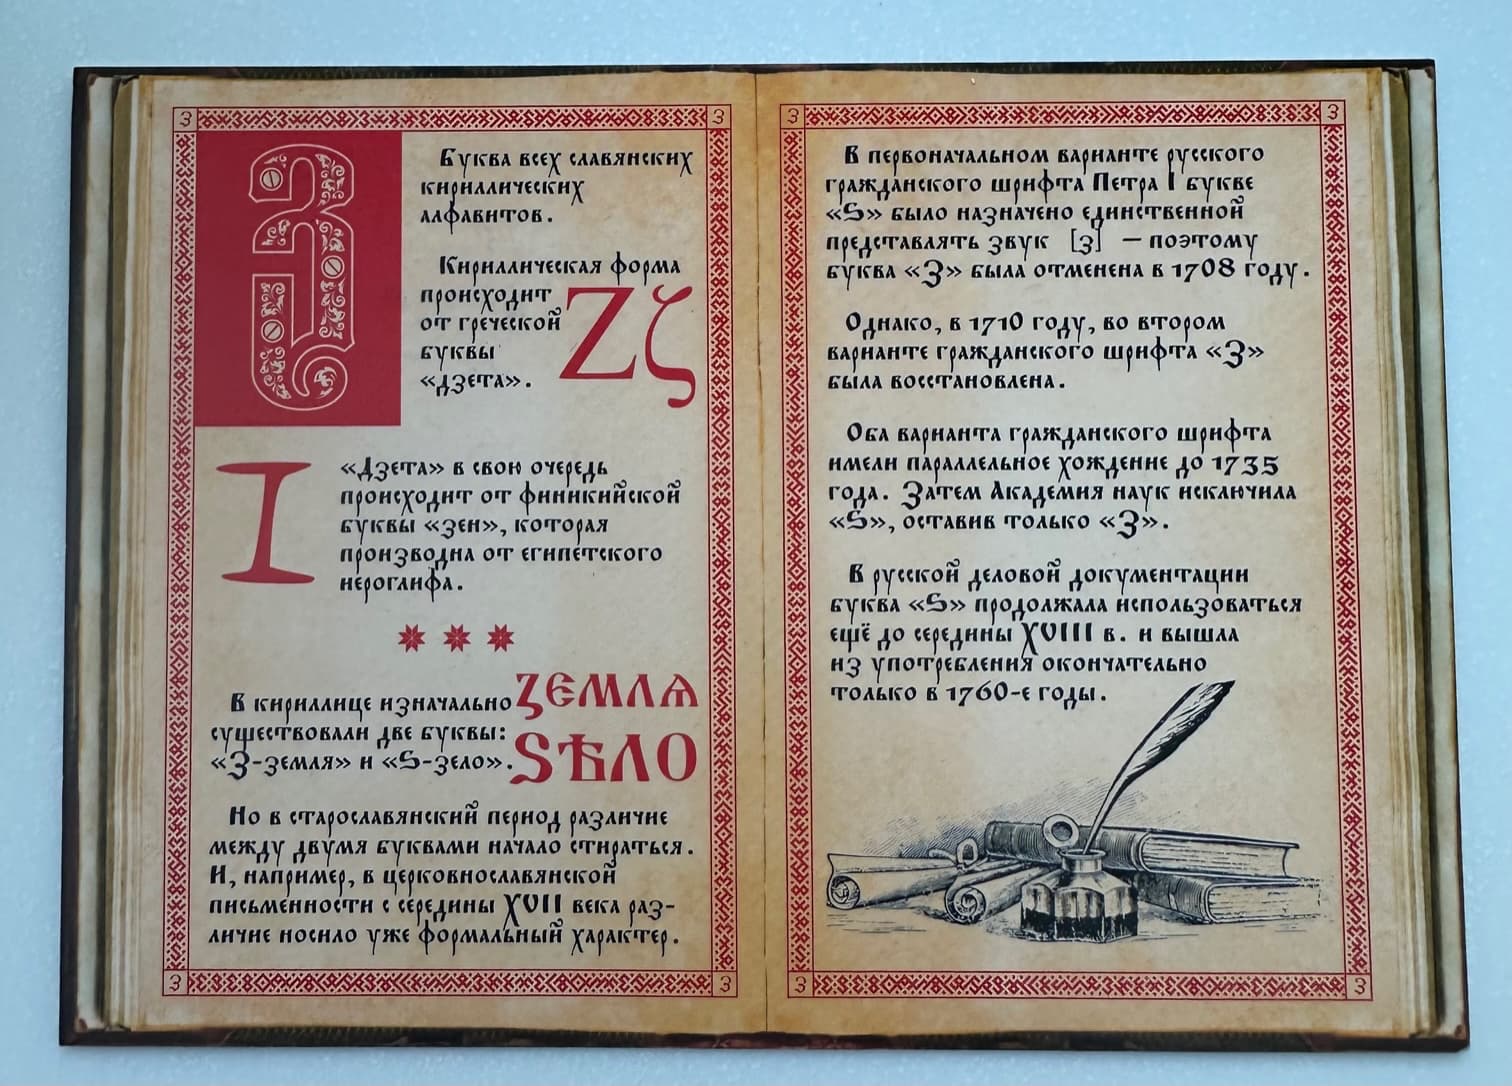 З
З
З
Буква всех славянских
кириллических
алфавитов.
Кириллическая форма
происходит
от греческой
буквы
«дзета».
Ζζ
I
«Дзета» в свою очередь
происходит от финикийской
буквы «зен», которая
производна от египетского
иероглифа.
В кириллице изначально
существовали две буквы:
«З-земля» и «Ѕ-зело».
ZЕМЛѦ
ЅѢЛО
Но в старославянский период различие
между двумя буквами начало стираться.
И, например, в церковнославянской
письменности с середины XVII века раз-
личие носило уже формальный характер.
З
З
З
З
В первоначальном варианте русского
гражданского шрифта Петра I букве
«Ѕ» было назначено единственной
представлять звук [з] – поэтому
буква «З» была отменена в 1708 году.
Однако, в 1710 году, во втором
варианте гражданского шрифта «З»
была восстановлена.
Оба варианта гражданского шрифта
имели параллельное хождение до 1735
года. Затем Академия наук исключила
«Ѕ», оставив только «З».
В русской деловой документации
буква «Ѕ» продолжала использоваться
ещё до середины XVIII в. и вышла
из употребления окончательно
только в 1760-е годы.
З
З